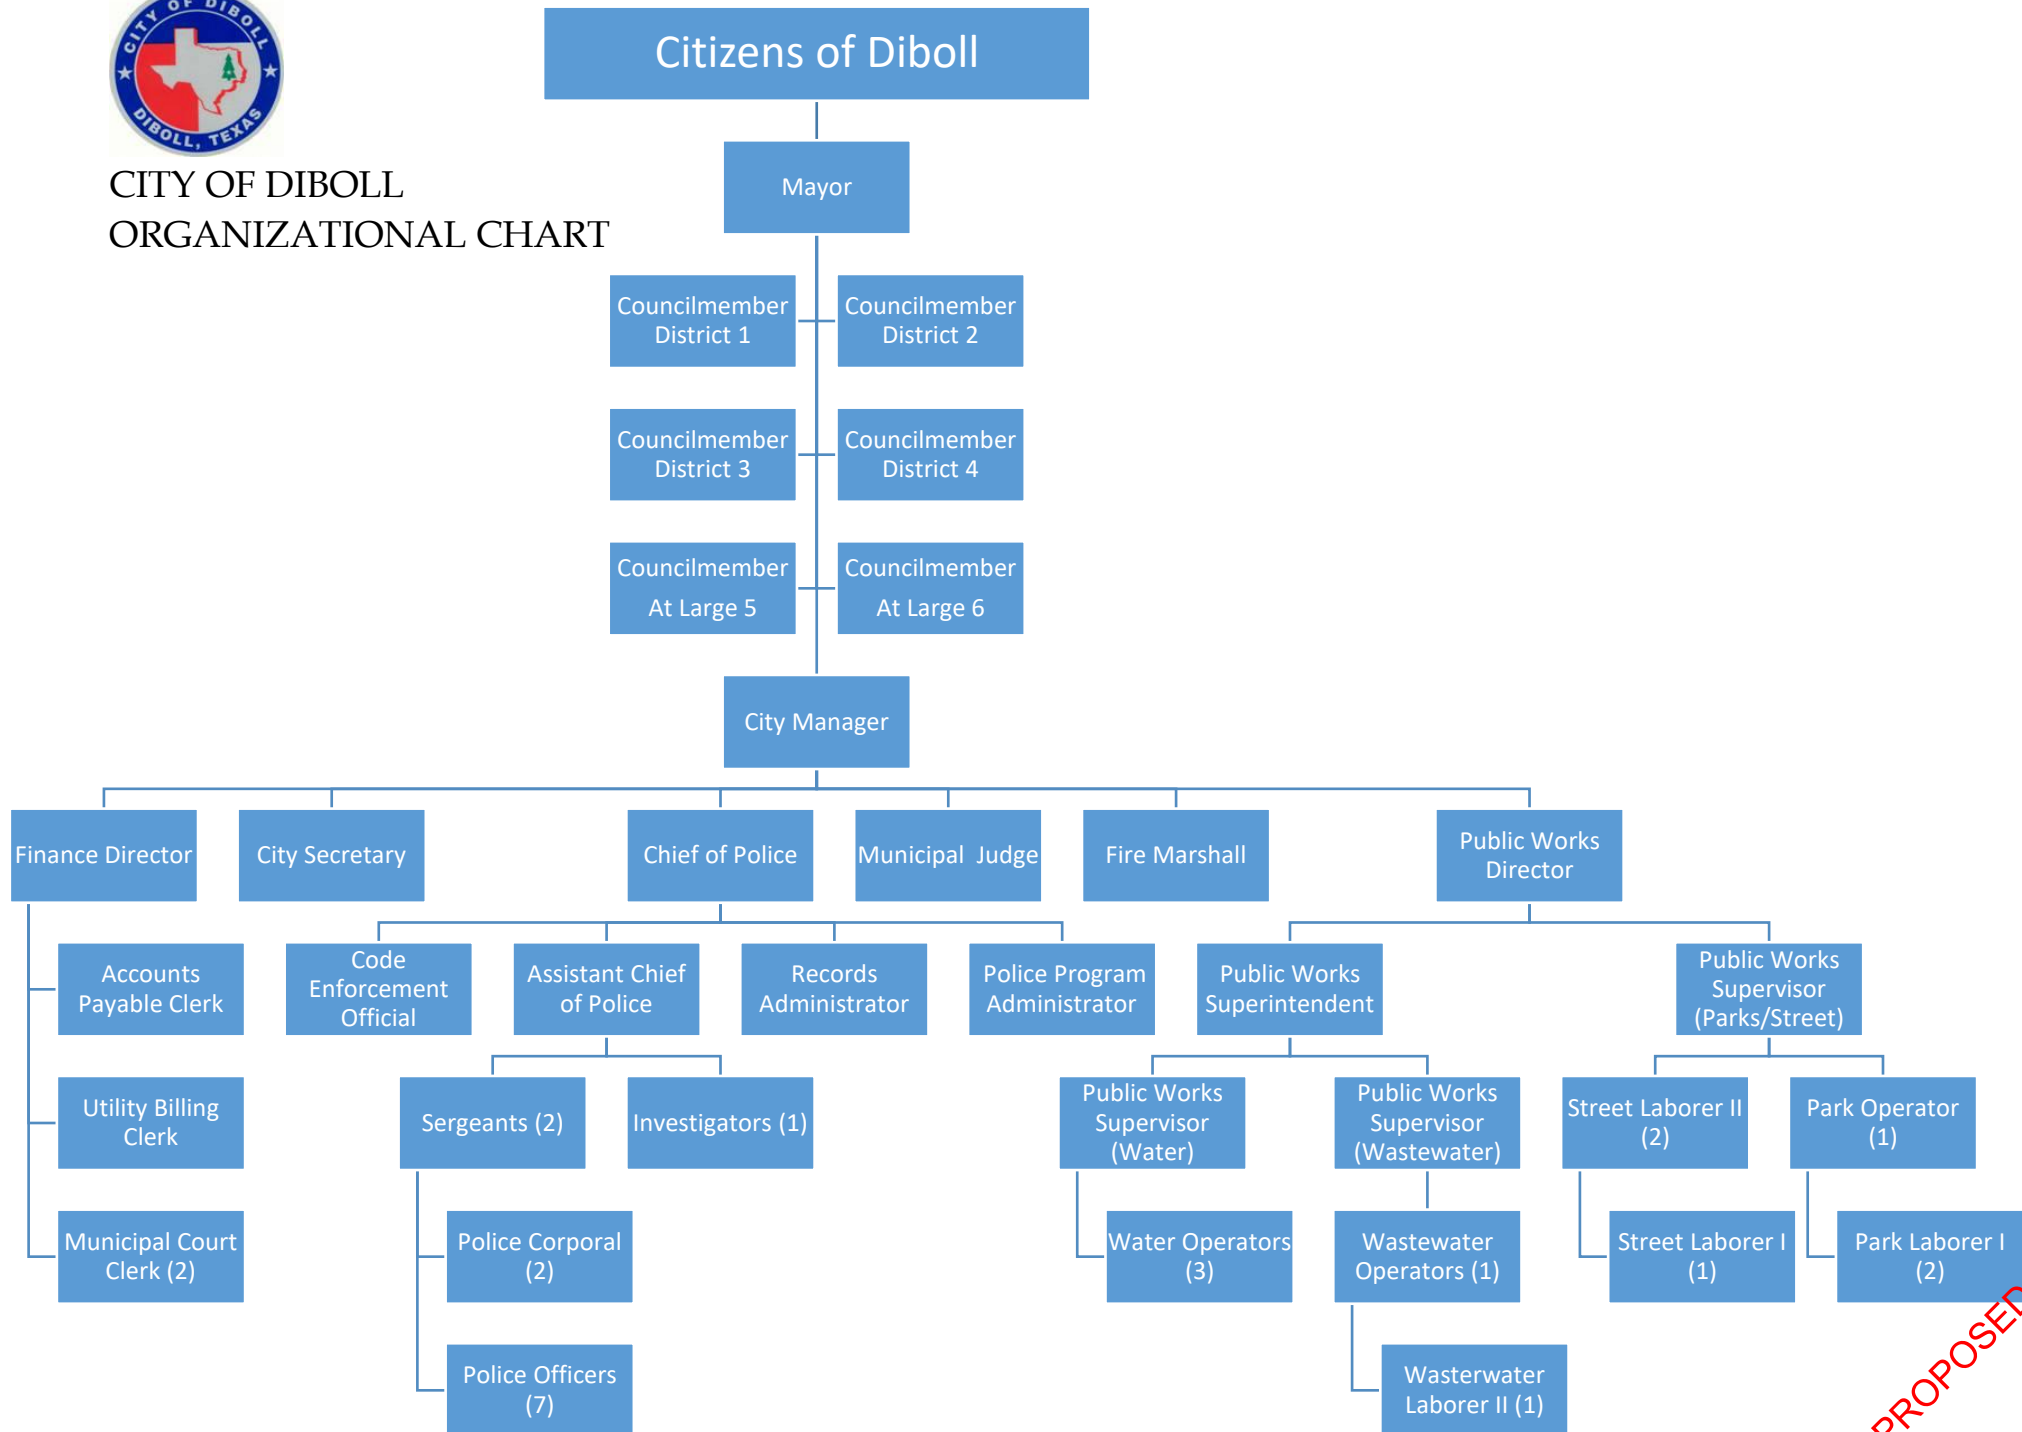 CITY OF DIBOLL
DIBOLL, TEXAS
CITY OF DIBOLL
ORGANIZATIONAL CHART
Citizens of Diboll
Mayor
Councilmember
District 1
Councilmember
District 2
Councilmember
District 3
Councilmember
District 4
Councilmember
At Large 5
Councilmember
At Large 6
City Manager
Finance Director
City Secretary
Chief of Police
Municipal Judge
Fire Marshall
Public Works
Director
Accounts
Payable Clerk
Utility Billing
Clerk
Municipal Court
Clerk (2)
Code
Enforcement
Official
Assistant Chief
of Police
Records
Administrator
Police Program
Administrator
Sergeants (2)
Investigators (1)
Police Corporal
(2)
Police Officers
(7)
Public Works
Superintendent
Public Works
Supervisor
(Parks/Street)
Public Works
Supervisor
(Water)
Public Works
Supervisor
(Wastewater)
Street Laborer II
(2)
Park Operator
(1)
Water Operators
(3)
Wastewater
Operators (1)
Street Laborer I
(1)
Park Laborer I
(2)
Wasterwater
Laborer II (1)
PROPOSED